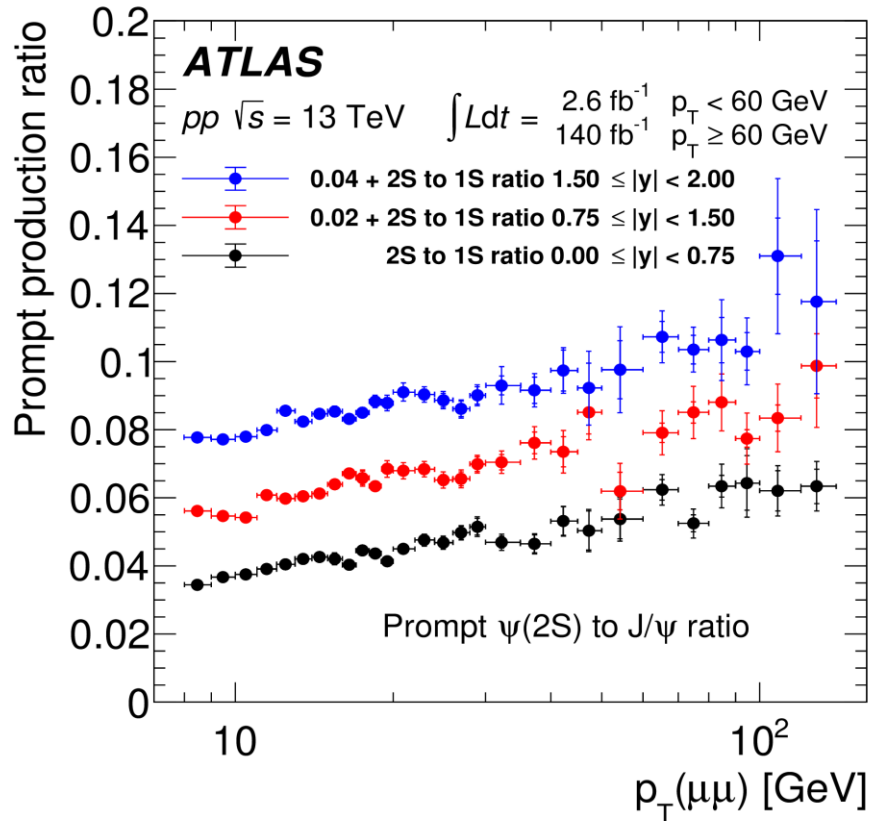 ATLAS
pp √s = 13 TeV ∫Ldt = 2.6 fb⁻¹ p_T < 60 GeV
140 fb⁻¹ p_T ≥ 60 GeV
0.04 + 2S to 1S ratio 1.50 ≤ |y| < 2.00
0.02 + 2S to 1S ratio 0.75 ≤ |y| < 1.50
2S to 1S ratio 0.00 ≤ |y| < 0.75
Prompt ψ(2S) to J/ψ ratio
Prompt production ratio
0.2
0.18
0.16
0.14
0.12
0.1
0.08
0.06
0.04
0.02
0
10
10²
p_T(μμ) [GeV]